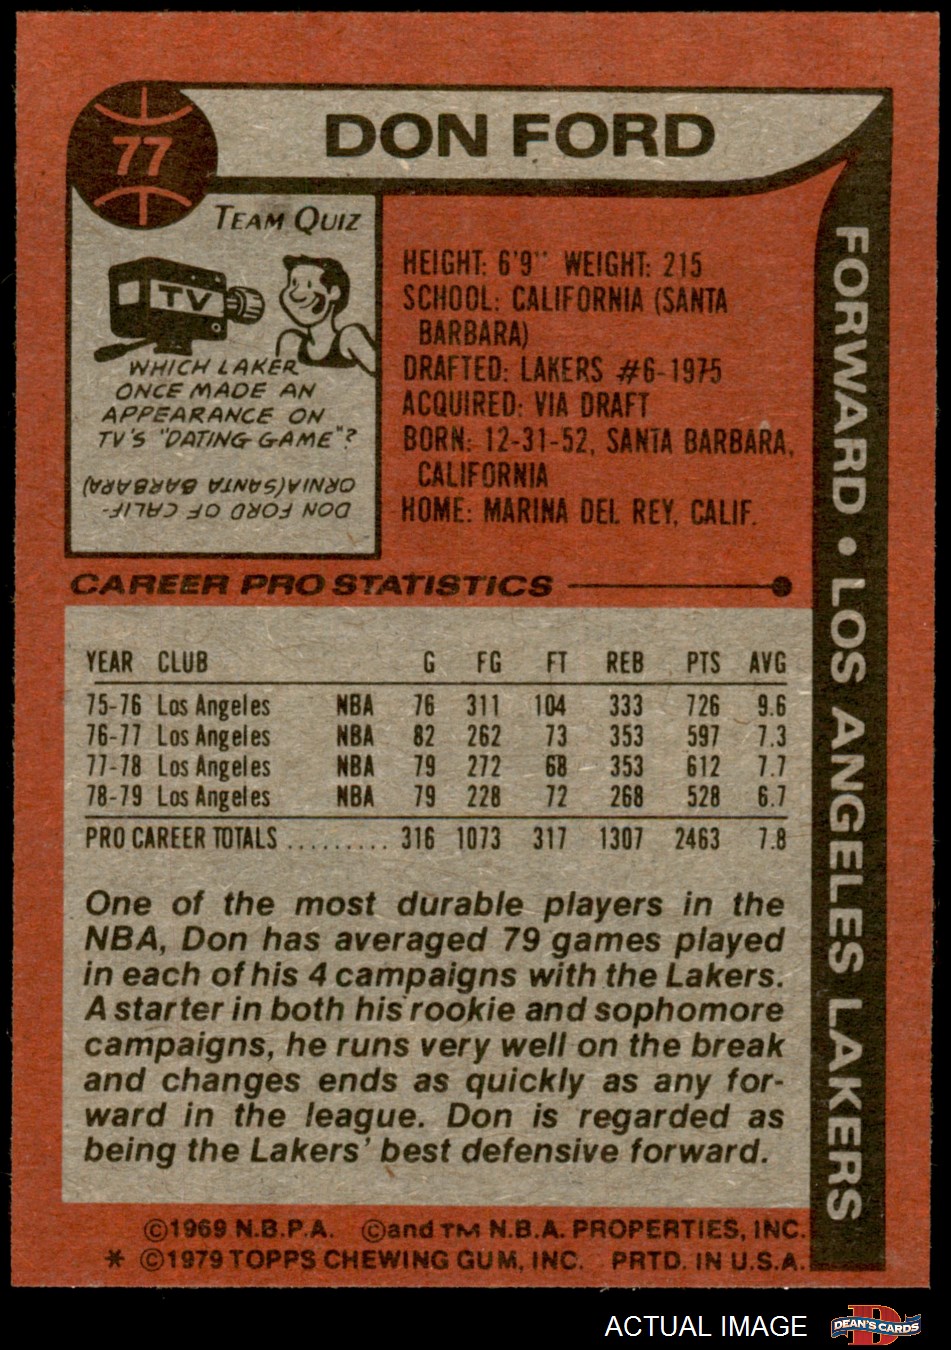 77
DON FORD
TEAM QUIZ
TV
WHICH LAKER
ONCE MADE AN
APPEARANCE ON
TV'S "DATING GAME"?
DON FORD OF CALIF-
ORNIA (SANTA BARBARA)
HEIGHT: 6'9" WEIGHT: 215
SCHOOL: CALIFORNIA (SANTA
BARBARA)
DRAFTED: LAKERS #6-1975
ACQUIRED: VIA DRAFT
BORN: 12-31-52, SANTA BARBARA,
CALIFORNIA
HOME: MARINA DEL REY, CALIF.
FORWARD • LOS ANGELES LAKERS
CAREER PRO STATISTICS
YEAR CLUB G FG FT REB PTS AVG
75-76 Los Angeles NBA 76 311 104 333 726 9.6
76-77 Los Angeles NBA 82 262 73 353 597 7.3
77-78 Los Angeles NBA 79 272 68 353 612 7.7
78-79 Los Angeles NBA 79 228 72 268 528 6.7
PRO CAREER TOTALS ......... 316 1073 317 1307 2463 7.8
One of the most durable players in the
NBA, Don has averaged 79 games played
in each of his 4 campaigns with the Lakers.
A starter in both his rookie and sophomore
campaigns, he runs very well on the break
and changes ends as quickly as any for-
ward in the league. Don is regarded as
being the Lakers' best defensive forward.
©1969 N.B.P.A. ©and TM N.B.A. PROPERTIES, INC.
* ©1979 TOPPS CHEWING GUM, INC. PRTD. IN U.S.A.
ACTUAL IMAGE
D
DEAN'S CARDS